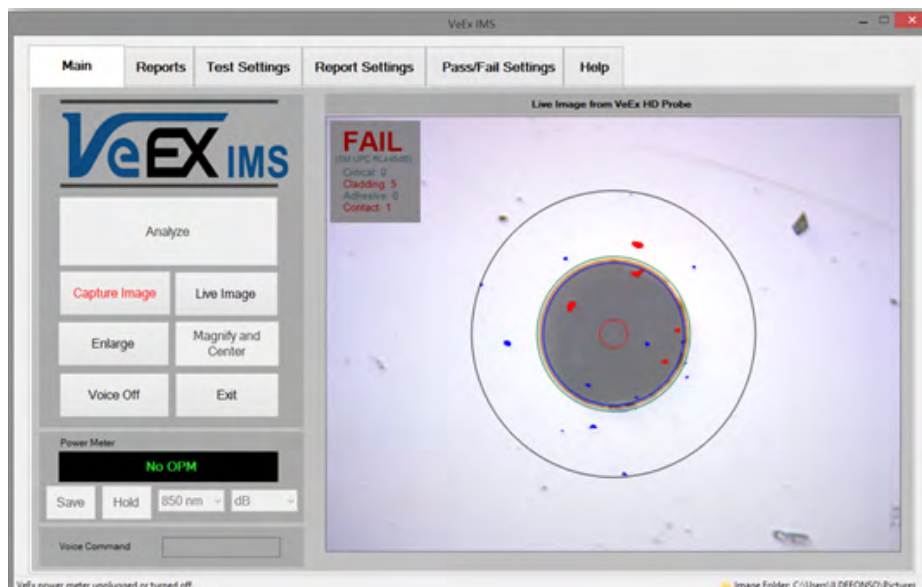 VeEx IMS
Main
Reports
Test Settings
Report Settings
Pass/Fail Settings
Help
VeEX IMS
Analyze
Capture Image
Live Image
Enlarge
Magnify and
Center
Voice Off
Exit
Power Meter
No OPM
Save
Hold
850 nm
dB
Voice Command
Live Image from VeEx HD Probe
FAIL
Critical: 0
Cladding: 5
Adhesive: 0
Contact: 1
VeEx power meter unplugged or turned off.
Image Folder: C:\Users\ILDEFONSO\Pictures